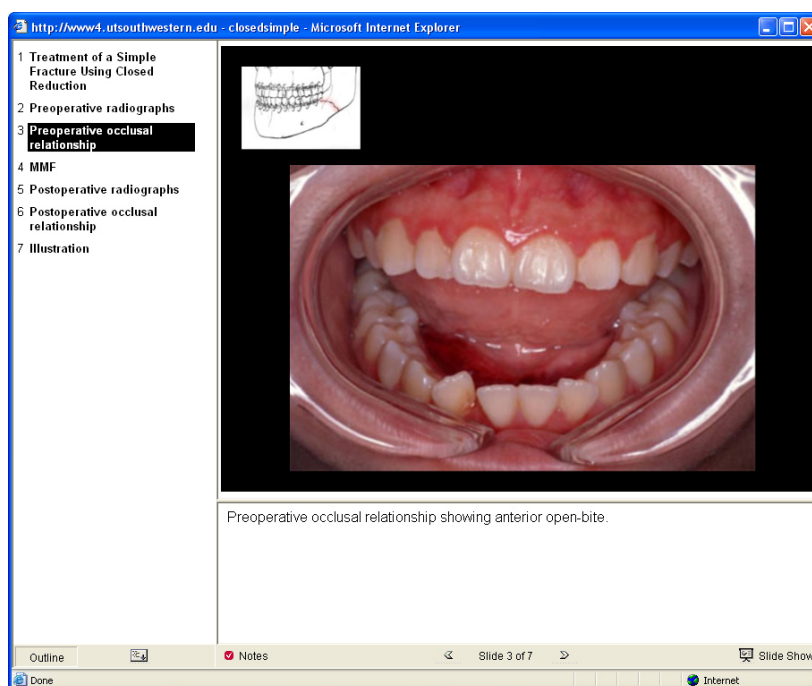 http://www4.utsouthwestern.edu - closedsimple - Microsoft Internet Explorer
1 Treatment of a Simple
Fracture Using Closed
Reduction
2 Preoperative radiographs
3 Preoperative occlusal
relationship
4 MMF
5 Postoperative radiographs
6 Postoperative occlusal
relationship
7 Illustration
Preoperative occlusal relationship showing anterior open-bite.
Outline
Notes
Slide 3 of 7
Slide Show
Done
Internet